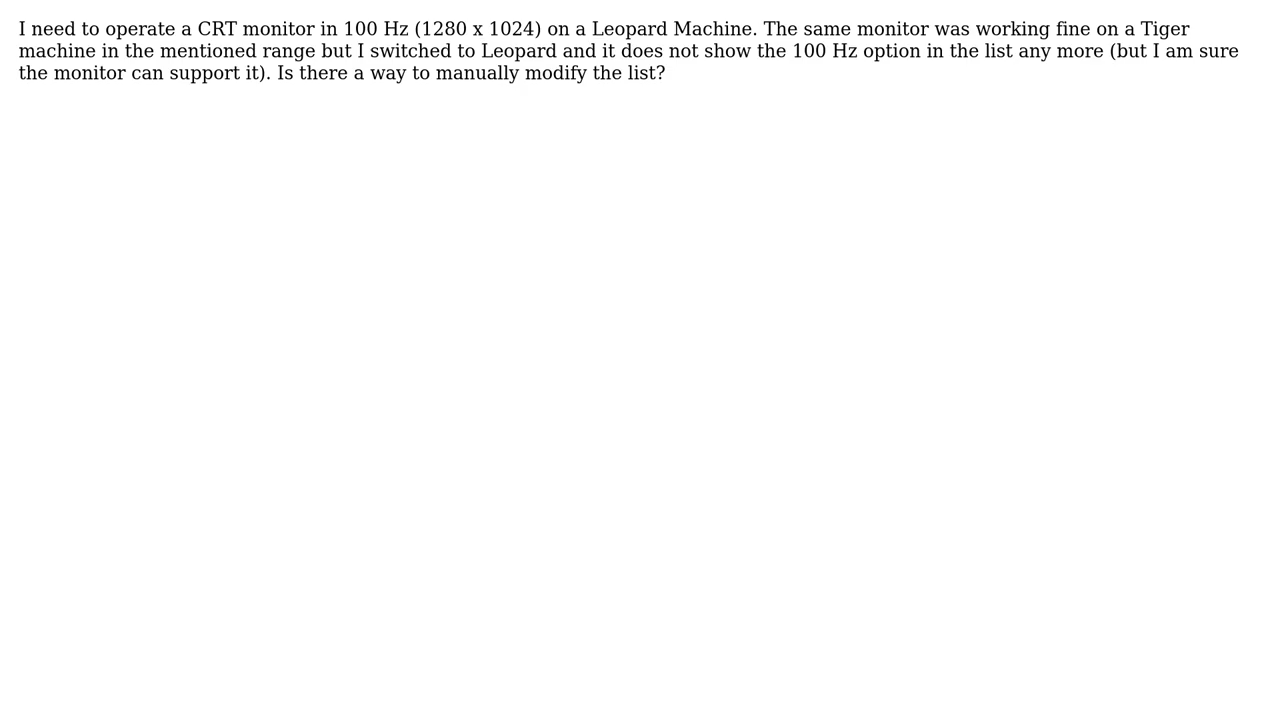 I need to operate a CRT monitor in 100 Hz (1280 x 1024) on a Leopard Machine. The same monitor was working fine on a Tiger
machine in the mentioned range but I switched to Leopard and it does not show the 100 Hz option in the list any more (but I am sure
the monitor can support it). Is there a way to manually modify the list?